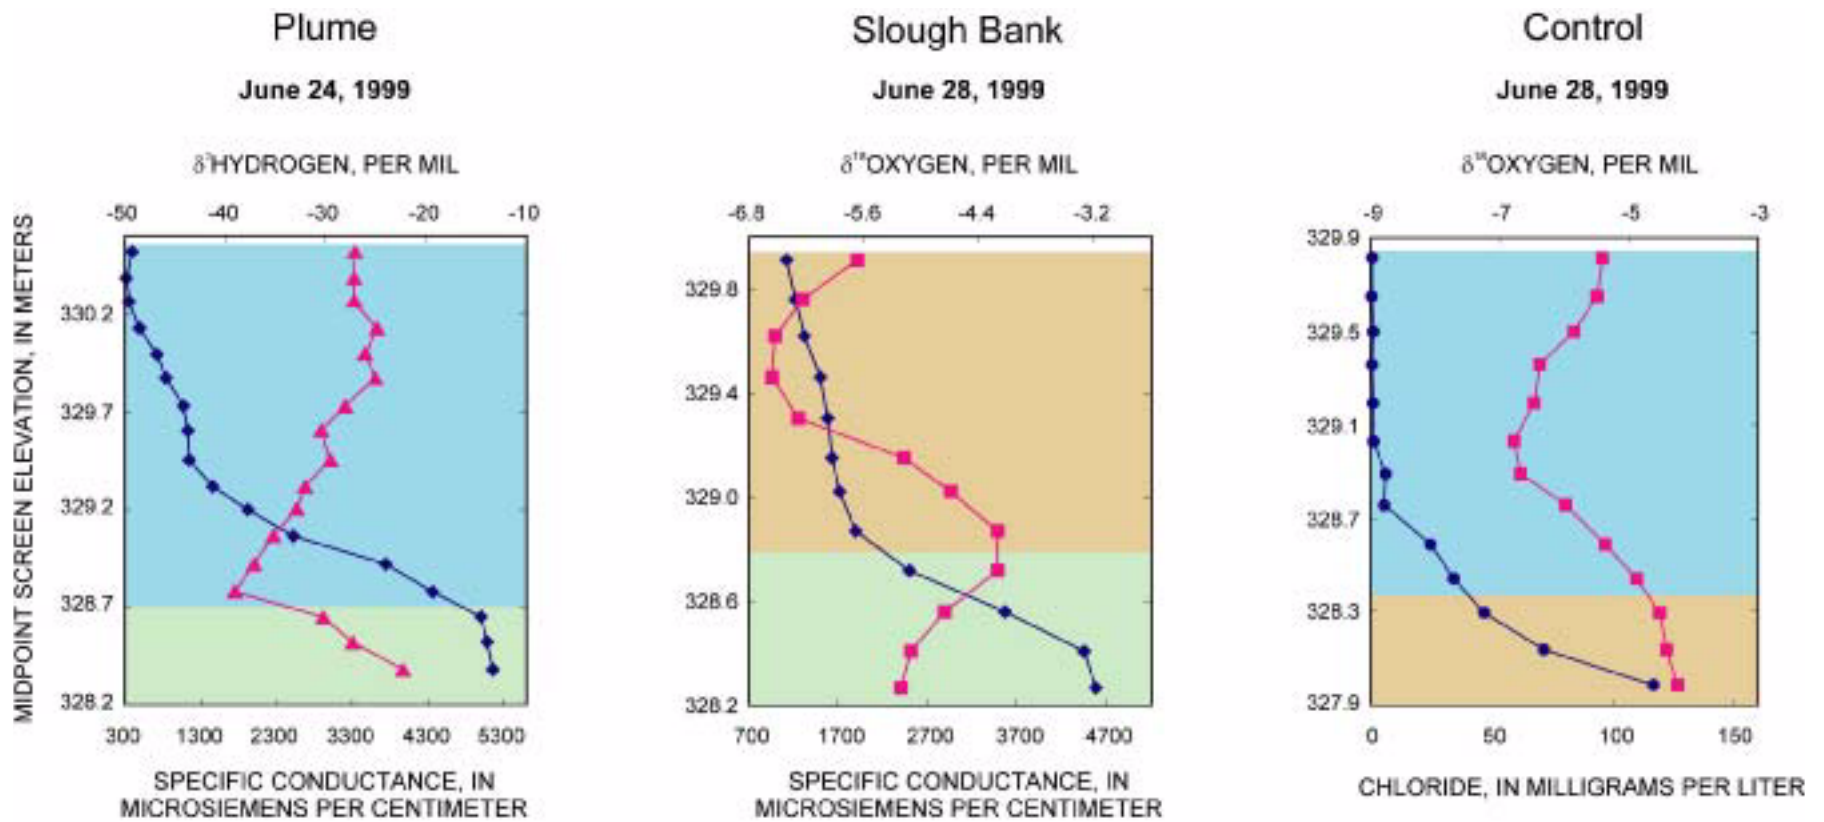 Plume
June 24, 1999
δ²HYDROGEN, PER MIL
-50 -40 -30 -20 -10
MIDPOINT SCREEN ELEVATION, IN METERS
330.2
329.7
329.2
328.7
328.2
300 1300 2300 3300 4300 5300
SPECIFIC CONDUCTANCE, IN
MICROSIEMENS PER CENTIMETER
Slough Bank
June 28, 1999
δ¹⁸OXYGEN, PER MIL
-6.8 -5.6 -4.4 -3.2
329.8
329.4
329.0
328.6
328.2
700 1700 2700 3700 4700
SPECIFIC CONDUCTANCE, IN
MICROSIEMENS PER CENTIMETER
Control
June 28, 1999
δ¹⁸OXYGEN, PER MIL
-9 -7 -5 -3
329.9
329.5
329.1
328.7
328.3
327.9
0 50 100 150
CHLORIDE, IN MILLIGRAMS PER LITER